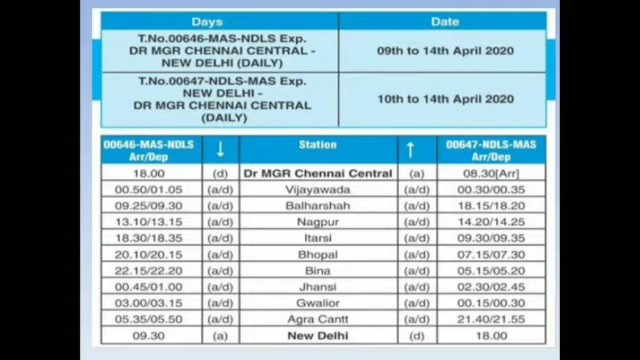 Days Date
T.No.00646-MAS-NDLS Exp.
DR MGR CHENNAI CENTRAL -
NEW DELHI (DAILY)
09th to 14th April 2020
T.No.00647-NDLS-MAS Exp.
NEW DELHI -
DR MGR CHENNAI CENTRAL
(DAILY)
10th to 14th April 2020
00646-MAS-NDLS
Arr/Dep
↓
Station
↑
00647-NDLS-MAS
Arr/Dep
18.00 (d) Dr MGR Chennai Central (a) 08.30[Arr]
00.50/01.05 (a/d) Vijayawada (a/d) 00.30/00.35
09.25/09.30 (a/d) Balharshah (a/d) 18.15/18.20
13.10/13.15 (a/d) Nagpur (a/d) 14.20/14.25
18.30/18.35 (a/d) Itarsi (a/d) 09.30/09.35
20.10/20.15 (a/d) Bhopal (a/d) 07.15/07.30
22.15/22.20 (a/d) Bina (a/d) 05.15/05.20
00.45/01.00 (a/d) Jhansi (a/d) 02.30/02.45
03.00/03.15 (a/d) Gwalior (a/d) 00.15/00.30
05.35/05.50 (a/d) Agra Cantt (a/d) 21.40/21.55
09.30 (a) New Delhi (d) 18.00